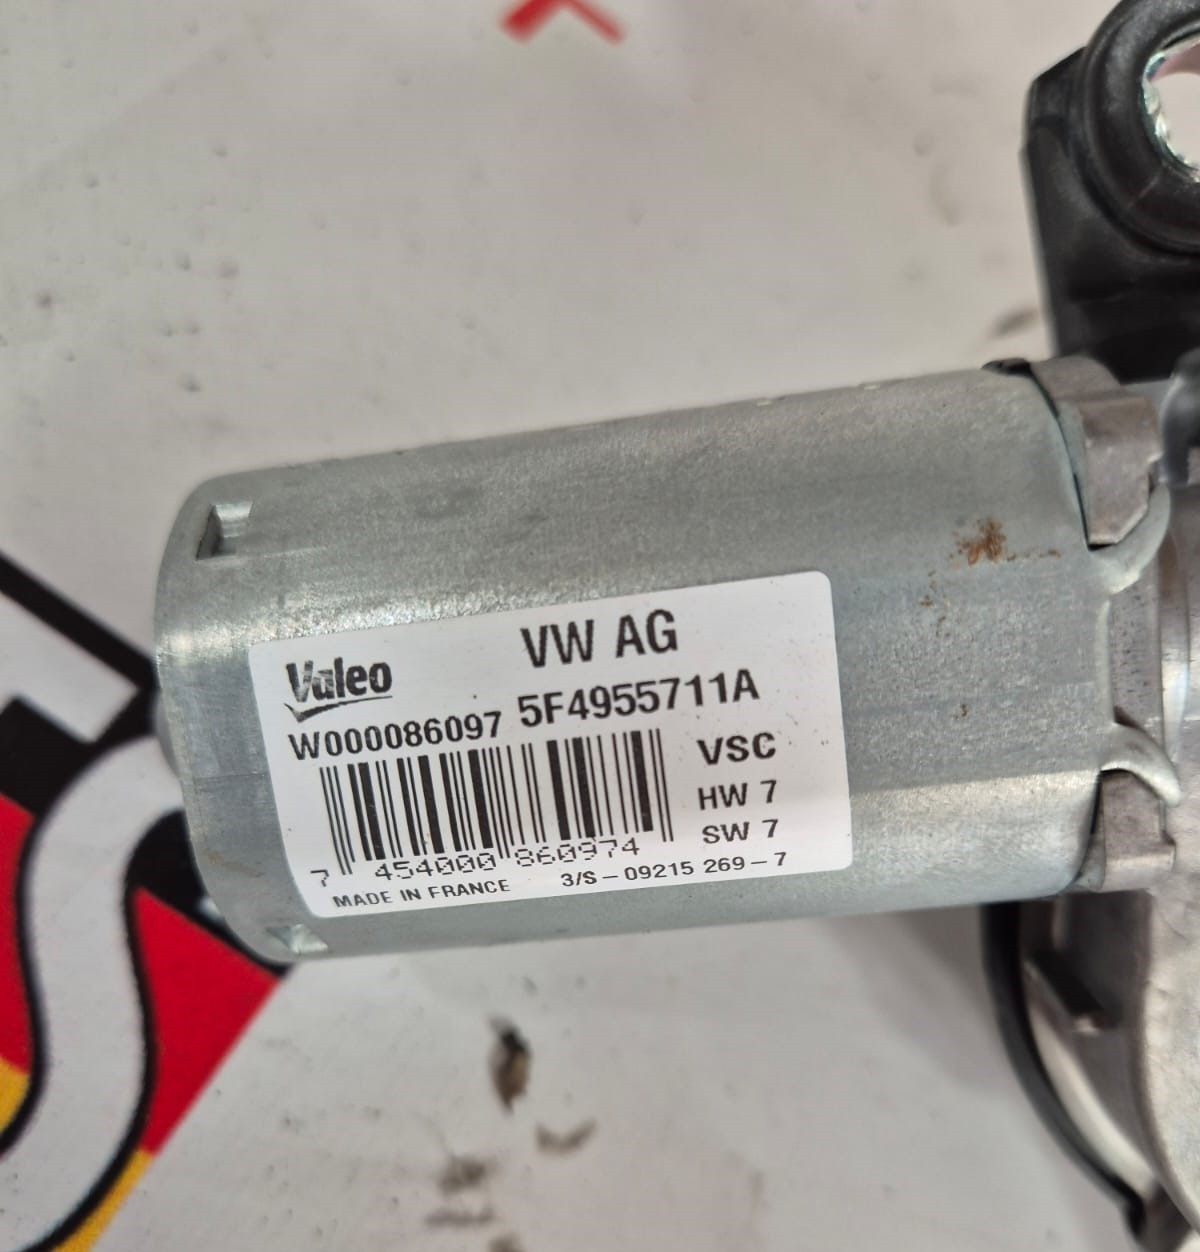 Valeo
VW AG
W000086097 5F4955711A
VSC
HW 7
SW 7
7 454000 860974
MADE IN FRANCE 3/S-09215 269-7